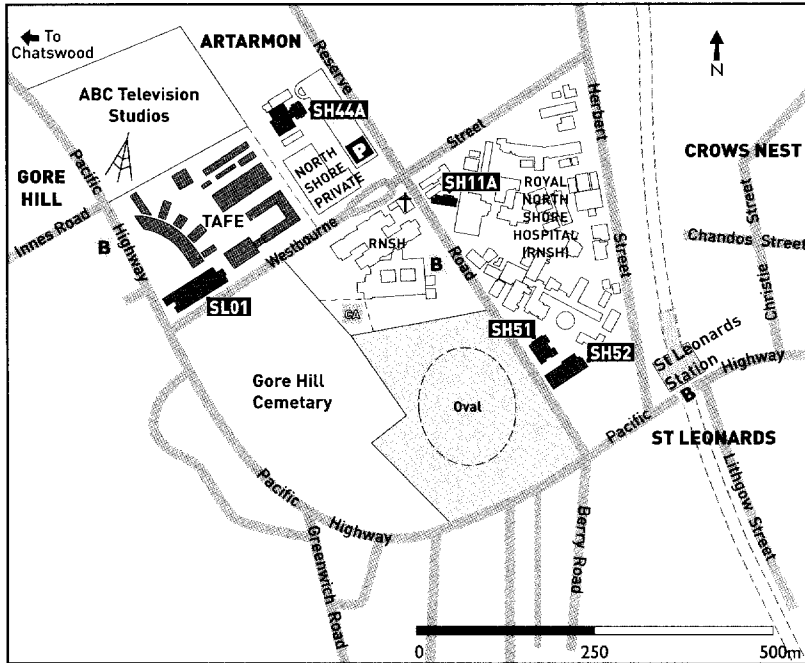 To
Chatswood
ARTARMON
Reserve
Road
ABC Television
Studios
SH44A
P
Street
Herbert
Street
N
CROWS NEST
GORE
HILL
Pacific
Highway
NORTH
SHORE
PRIVATE
SH11A
ROYAL
NORTH
SHORE
HOSPITAL
(RNSH)
TAFE
Innes Road
B
Westbourne
RNSH
B
Chandos Street
Christie Street
SL01
CA
SH51
SH52
St Leonards
Station
Highway
B
Gore Hill
Cemetary
Oval
Pacific
ST LEONARDS
Lithgow Street
Pacific
Highway
Greenwich Road
Berry Road
0
250
500m